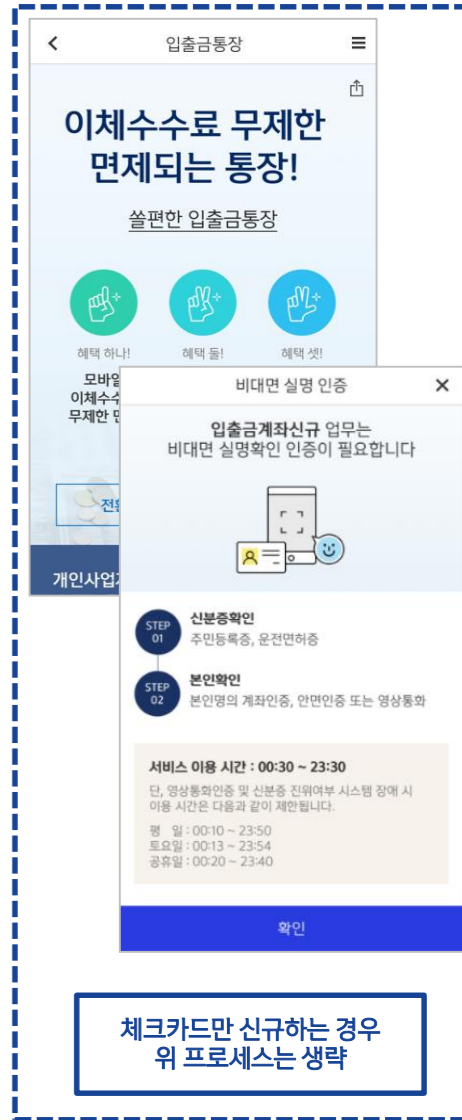 입출금통장
이체수수료 무제한
면제되는 통장!
쏠편한 입출금통장
혜택 하나!
혜택 둘!
혜택 셋!
모바일
이체수수
무제한
개인사업
비대면 실명 인증
입출금계좌신규 업무는
비대면 실명확인 인증이 필요합니다
STEP
01
신분증확인
주민등록증, 운전면허증
STEP
02
본인확인
본인명의 계좌인증, 안면인증 또는 영상통화
서비스 이용 시간 : 00:30 ~ 23:30
단, 영상통화인증 및 신분증 진위여부 시스템 장애 시
이용 시간은 다음과 같이 제한됩니다.
평 일 : 00:10 ~ 23:50
토요일 : 00:13 ~ 23:54
공휴일 : 00:20 ~ 23:40
확인
체크카드만 신규하는 경우
위 프로세스는 생략